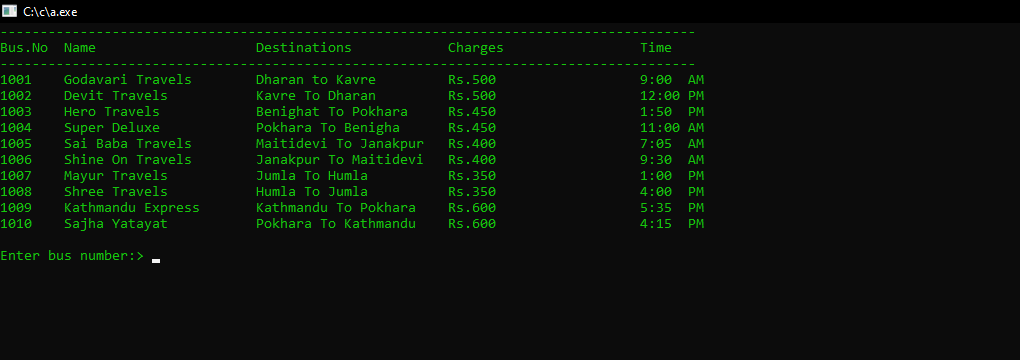 C:\c\a.exe
---------------------------------------------------------------------------------------
Bus.No  Name                    Destinations            Charges                 Time
---------------------------------------------------------------------------------------
1001    Godavari Travels        Dharan to Kavre         Rs.500                  9:00  AM
1002    Devit Travels           Kavre To Dharan         Rs.500                  12:00 PM
1003    Hero Travels            Benighat To Pokhara     Rs.450                  1:50  PM
1004    Super Deluxe            Pokhara To Benigha      Rs.450                  11:00 AM
1005    Sai Baba Travels        Maitidevi To Janakpur   Rs.400                  7:05  AM
1006    Shine On Travels        Janakpur To Maitidevi   Rs.400                  9:30  AM
1007    Mayur Travels           Jumla To Humla          Rs.350                  1:00  PM
1008    Shree Travels           Humla To Jumla          Rs.350                  4:00  PM
1009    Kathmandu Express       Kathmandu To Pokhara    Rs.600                  5:35  PM
1010    Sajha Yatayat           Pokhara To Kathmandu    Rs.600                  4:15  PM
Enter bus number:>